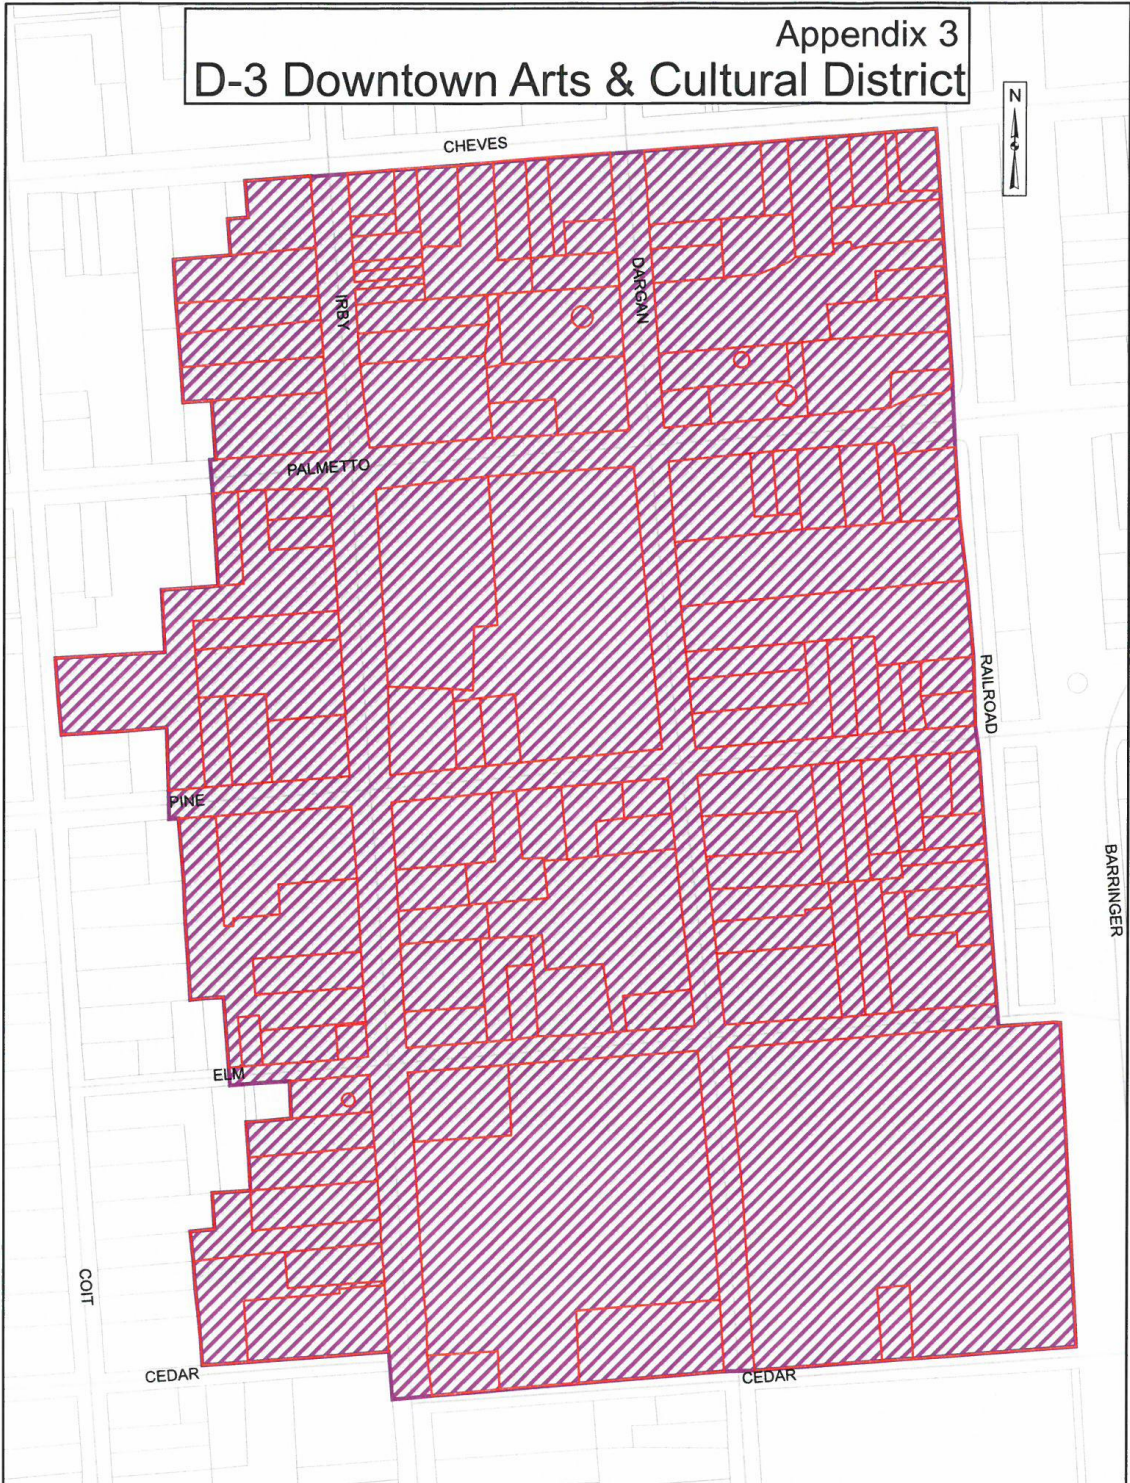 Appendix 3
D-3 Downtown Arts & Cultural District
N
CHEVES
IRBY
DARGAN
PALMETTO
RAILROAD
PINE
BARRINGER
ELM
COIT
CEDAR
CEDAR